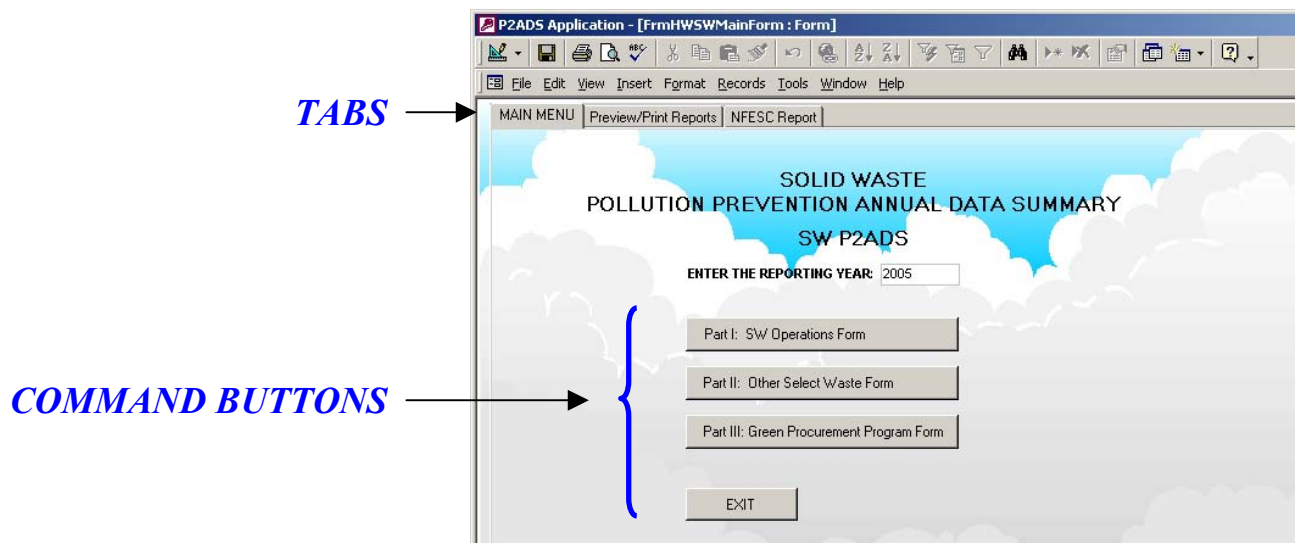 P2ADS Application - [FrmHWSWMainForm : Form]
File Edit View Insert Format Records Tools Window Help
TABS
MAIN MENU Preview/Print Reports NFESC Report
SOLID WASTE
POLLUTION PREVENTION ANNUAL DATA SUMMARY
SW P2ADS
ENTER THE REPORTING YEAR: 2005
Part I: SW Operations Form
Part II: Other Select Waste Form
COMMAND BUTTONS
Part III: Green Procurement Program Form
EXIT